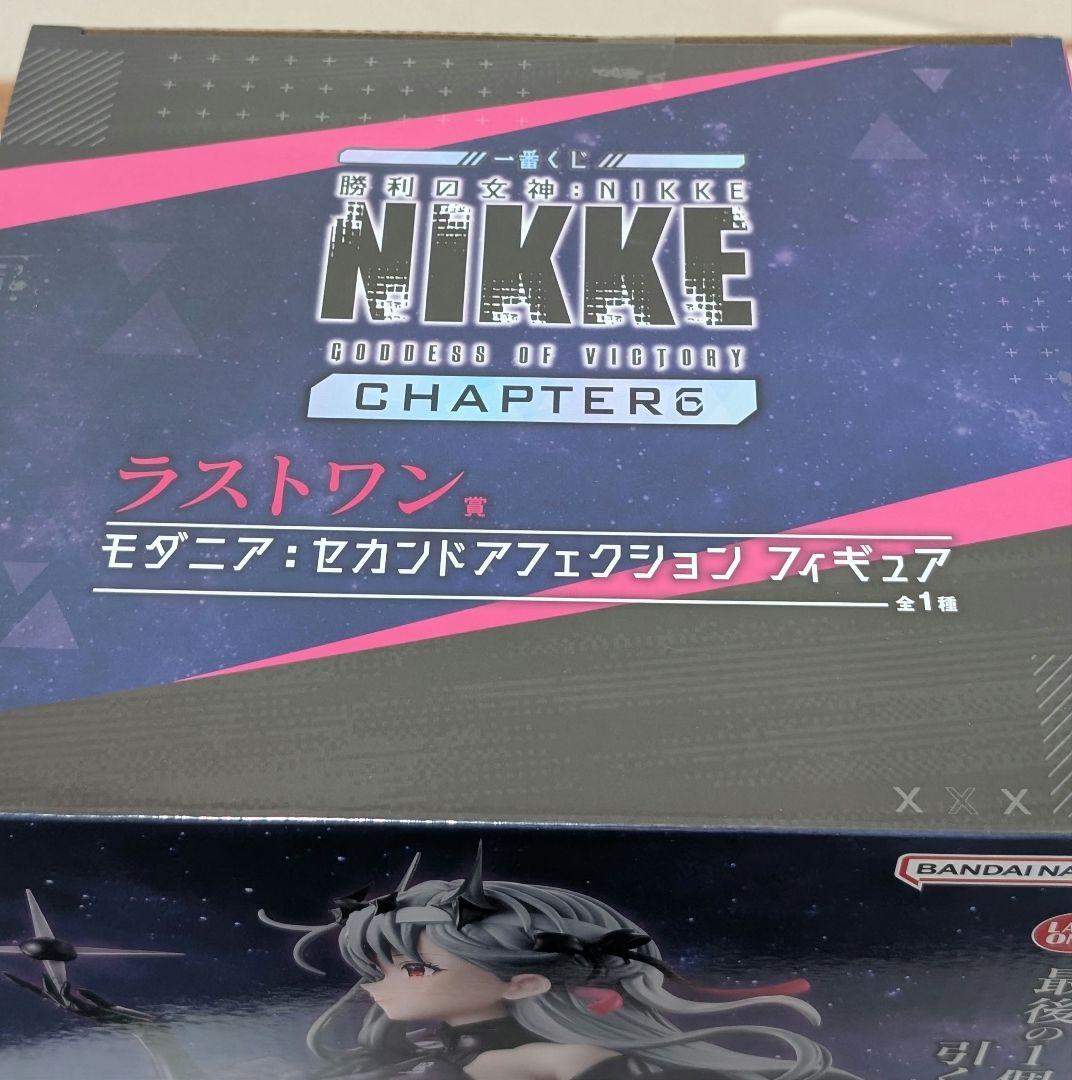 一番くじ
勝利の女神:NIKKE
NIKKE
GODDESS OF VICTORY
CHAPTER6
ラストワン賞
モダニア:セカンドアフェクション フィギュア
全1種
X X X
BANDAI NA
LA
ON
最後の1個
引く